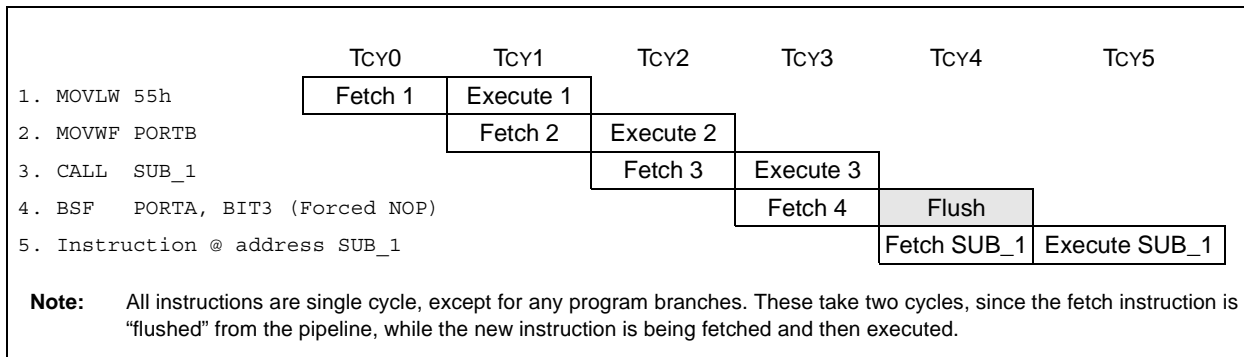 TCY0 TCY1 TCY2 TCY3 TCY4 TCY5
1. MOVLW 55h Fetch 1 Execute 1
2. MOVWF PORTB Fetch 2 Execute 2
3. CALL SUB_1 Fetch 3 Execute 3
4. BSF PORTA, BIT3 (Forced NOP) Fetch 4 Flush
5. Instruction @ address SUB_1 Fetch SUB_1 Execute SUB_1
Note: All instructions are single cycle, except for any program branches. These take two cycles, since the fetch instruction is
“flushed” from the pipeline, while the new instruction is being fetched and then executed.